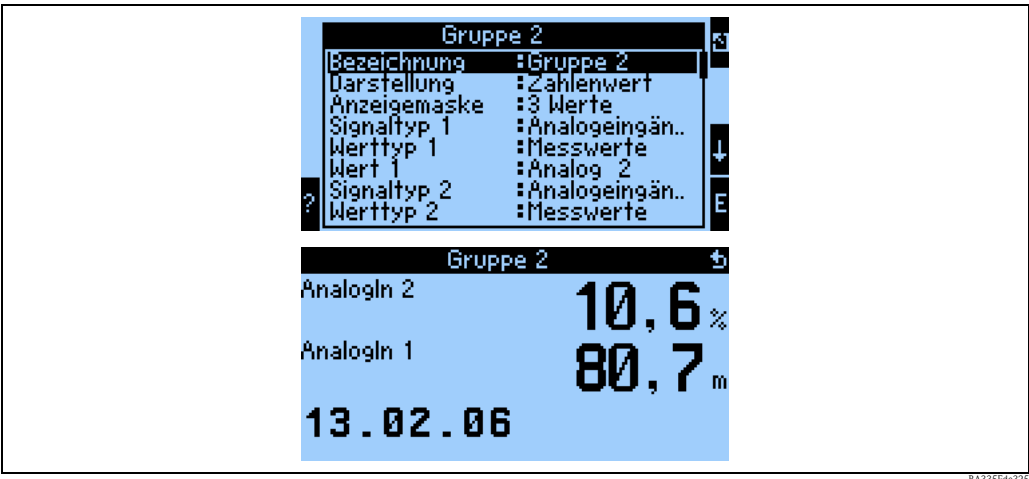 Gruppe 2
Bezeichnung :Gruppe 2
Darstellung :Zahlenwert
Anzeigemaske :3 Werte
Signaltyp 1 :Analogeingän..
Werttyp 1 :Messwerte
Wert 1 :Analog 2
Signaltyp 2 :Analogeingän..
Werttyp 2 :Messwerte
?
E
Gruppe 2
AnalogIn 2 10,6 %
AnalogIn 1 80,7 m
13.02.06